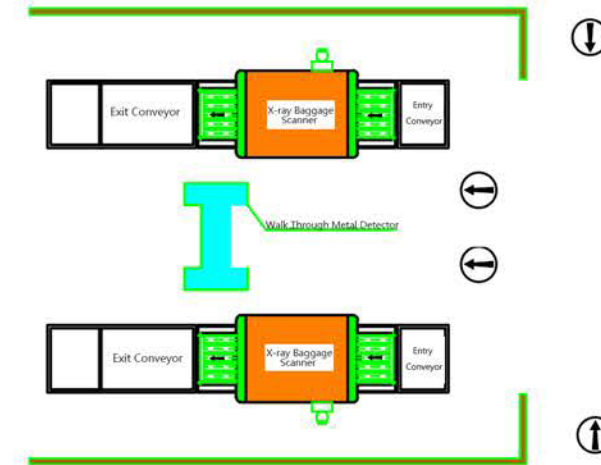 Exit Conveyor
X-ray Baggage
Scanner
Entry
Conveyor
Walk Through Metal Detector
Exit Conveyor
X-ray Baggage
Scanner
Entry
Conveyor